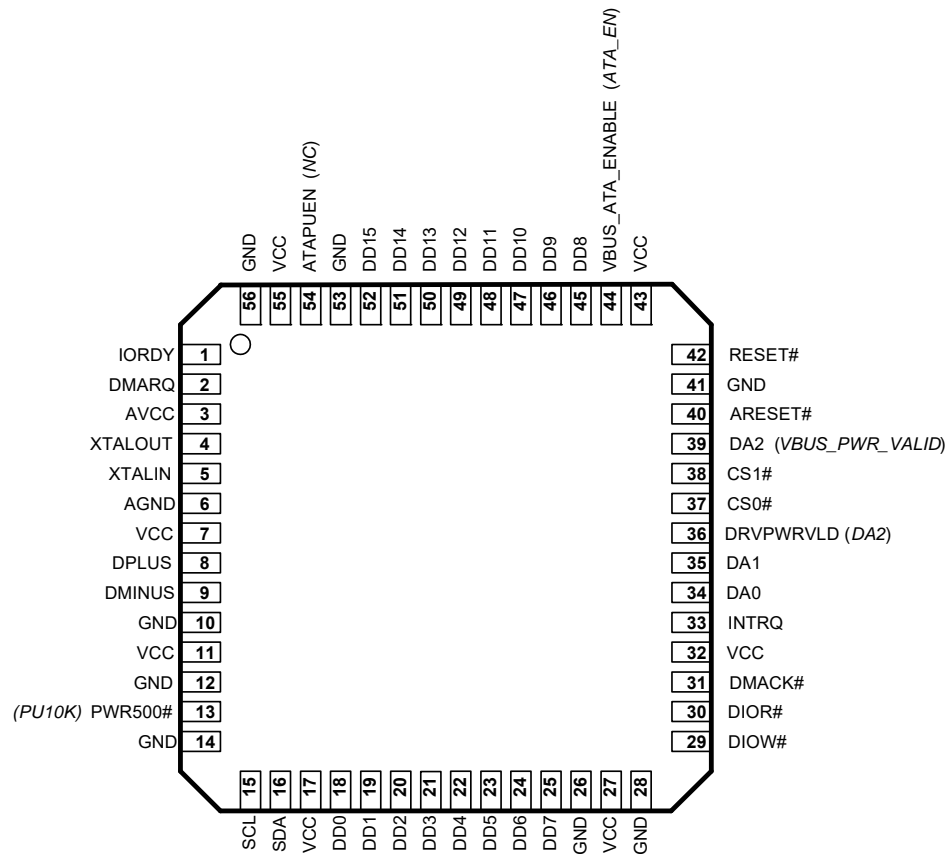 GND
VCC
ATAPUEN (NC)
GND
DD15
DD14
DD13
DD12
DD11
DD10
DD9
DD8
VBUS_ATA_ENABLE (ATA_EN)
VCC
56
55
54
53
52
51
50
49
48
47
46
45
44
43
IORDY 1
DMARQ 2
AVCC 3
XTALOUT 4
XTALIN 5
AGND 6
VCC 7
DPLUS 8
DMINUS 9
GND 10
VCC 11
GND 12
(PU10K) PWR500# 13
GND 14
42 RESET#
41 GND
40 ARESET#
39 DA2 (VBUS_PWR_VALID)
38 CS1#
37 CS0#
36 DRVPWRVLD (DA2)
35 DA1
34 DA0
33 INTRQ
32 VCC
31 DMACK#
30 DIOR#
29 DIOW#
15
16
17
18
19
20
21
22
23
24
25
26
27
28
SCL
SDA
VCC
DD0
DD1
DD2
DD3
DD4
DD5
DD6
DD7
GND
VCC
GND